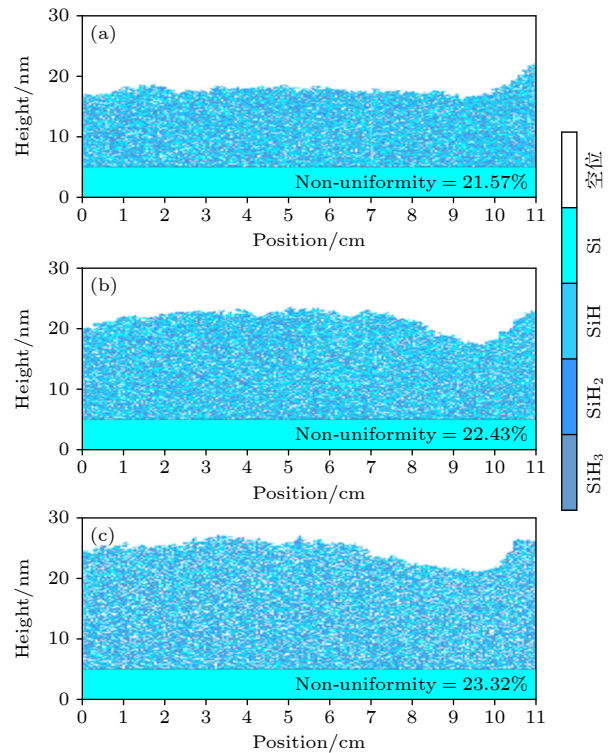 (a)
30
20
10
0
Height/nm
Non-uniformity = 21.57%
0 1 2 3 4 5 6 7 8 9 10 11
Position/cm
(b)
30
20
10
0
Height/nm
Non-uniformity = 22.43%
0 1 2 3 4 5 6 7 8 9 10 11
Position/cm
(c)
30
20
10
0
Height/nm
Non-uniformity = 23.32%
0 1 2 3 4 5 6 7 8 9 10 11
Position/cm
空位
Si
SiH
SiH₂
SiH₃